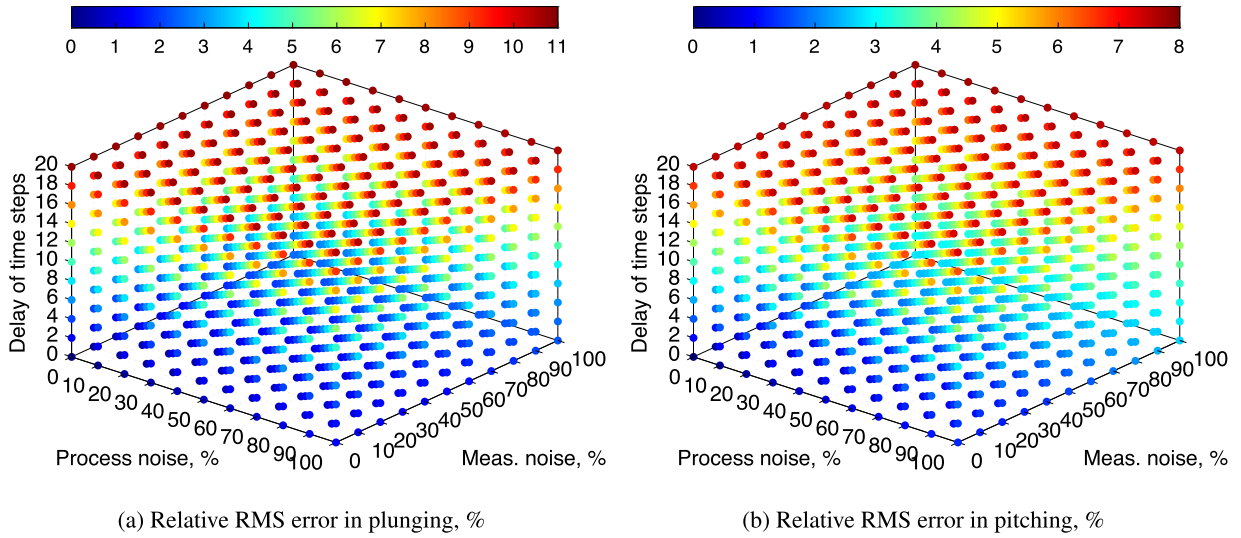 0 1 2 3 4 5 6 7 8 9 10 11
0 1 2 3 4 5 6 7 8
Delay of time steps
20
18
16
14
12
10
8
6
4
2
0
0 10 20 30 40 50 60 70 80 90 100
Process noise, %
0 10 20 30 40 50 60 70 80 90 100
Meas. noise, %
Delay of time steps
20
18
16
14
12
10
8
6
4
2
0
0 10 20 30 40 50 60 70 80 90 100
Process noise, %
0 10 20 30 40 50 60 70 80 90 100
Meas. noise, %
(a) Relative RMS error in plunging, %
(b) Relative RMS error in pitching, %